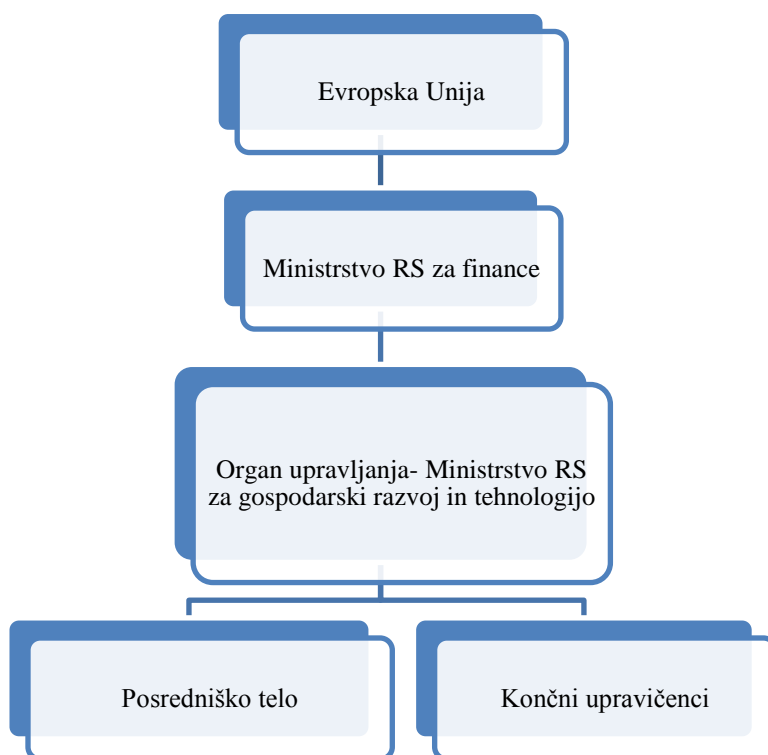 Evropska Unija
Ministrstvo RS za finance
Organ upravljanja- Ministrstvo RS
za gospodarski razvoj in tehnologijo
Posredniško telo
Končni upravičenci